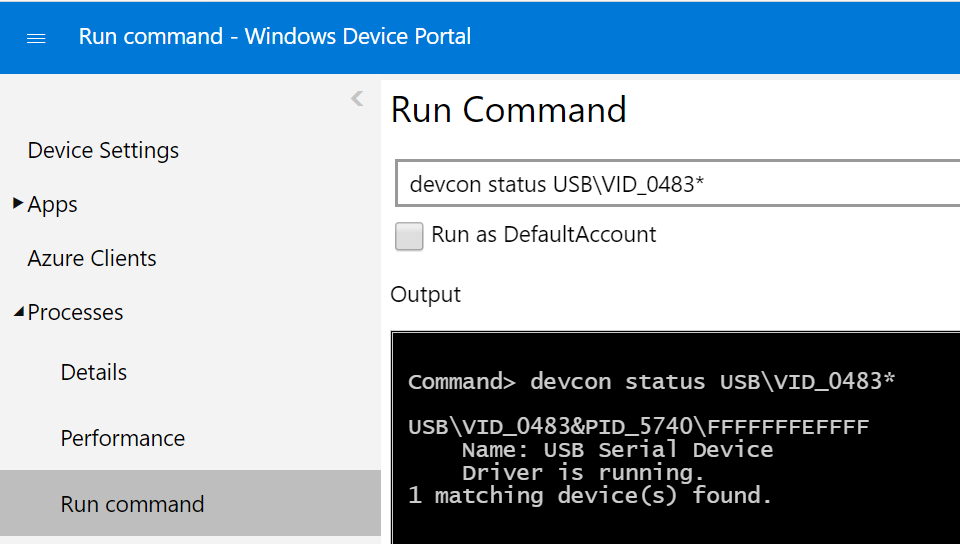 Run command - Windows Device Portal
Device Settings
Apps
Azure Clients
Processes
Details
Performance
Run command
Run Command
devcon status USB\VID_0483*
Run as DefaultAccount
Output
Command> devcon status USB\VID_0483*
USB\VID_0483&PID_5740\FFFFFFFEFFFF
Name: USB Serial Device
Driver is running.
1 matching device(s) found.